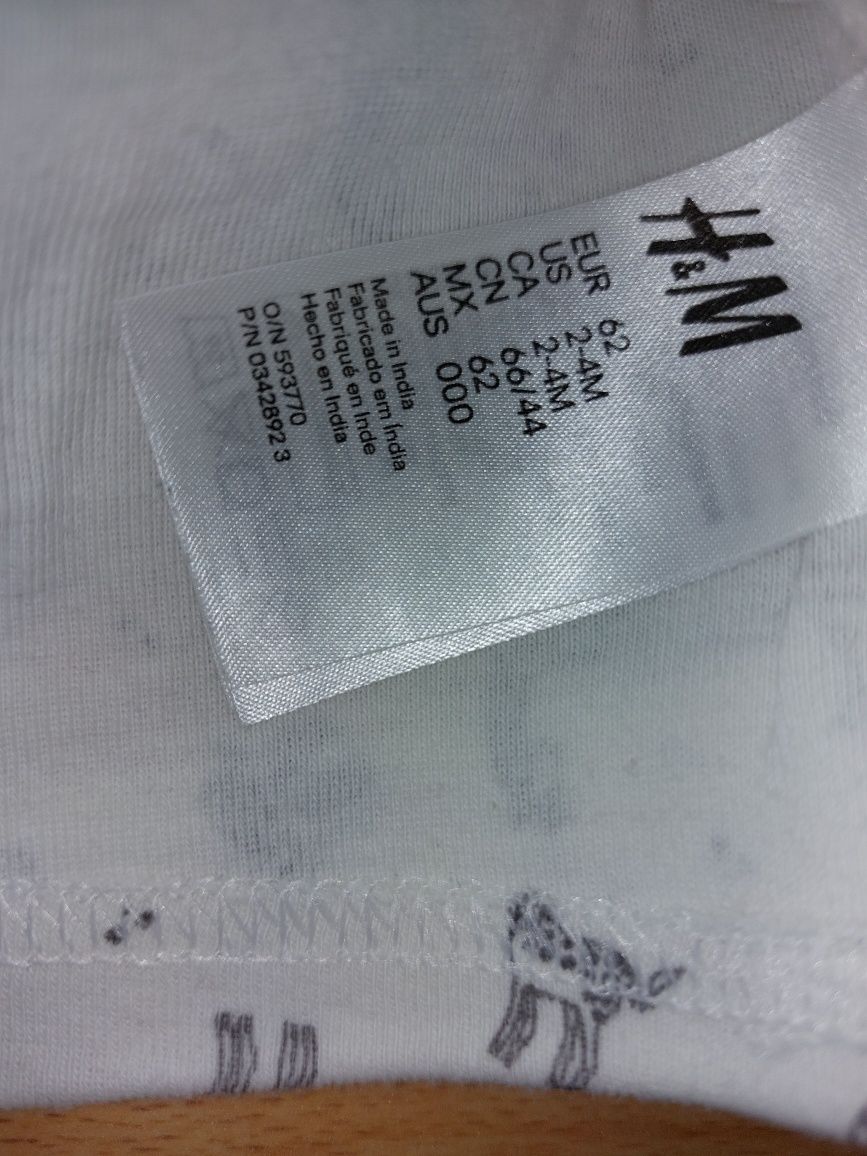 H&M
EUR 62
US 2-4M
CA 2-4M
CN 66/44
MX 62
AUS 000
Made in India
Fabricado em Índia
Fabriqué en Inde
Hecho en India
O/N 593770
P/N 0342892 3